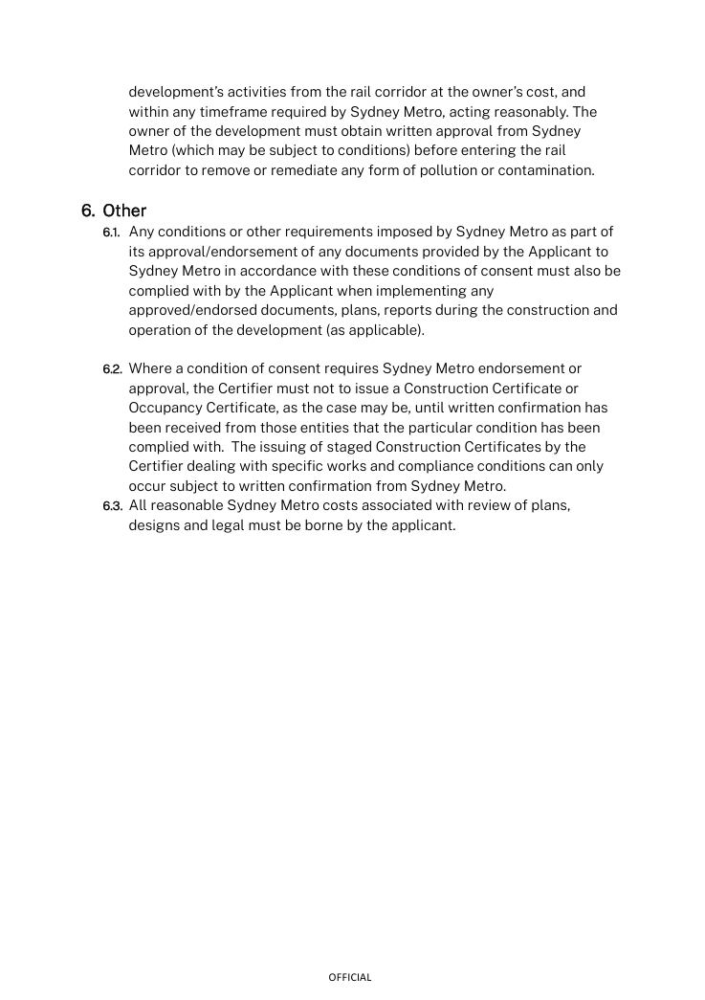 development’s activities from the rail corridor at the owner’s cost, and
within any timeframe required by Sydney Metro, acting reasonably. The
owner of the development must obtain written approval from Sydney
Metro (which may be subject to conditions) before entering the rail
corridor to remove or remediate any form of pollution or contamination.
6. Other
6.1. Any conditions or other requirements imposed by Sydney Metro as part of
its approval/endorsement of any documents provided by the Applicant to
Sydney Metro in accordance with these conditions of consent must also be
complied with by the Applicant when implementing any
approved/endorsed documents, plans, reports during the construction and
operation of the development (as applicable).
6.2. Where a condition of consent requires Sydney Metro endorsement or
approval, the Certifier must not to issue a Construction Certificate or
Occupancy Certificate, as the case may be, until written confirmation has
been received from those entities that the particular condition has been
complied with.  The issuing of staged Construction Certificates by the
Certifier dealing with specific works and compliance conditions can only
occur subject to written confirmation from Sydney Metro.
6.3. All reasonable Sydney Metro costs associated with review of plans,
designs and legal must be borne by the applicant.
OFFICIAL